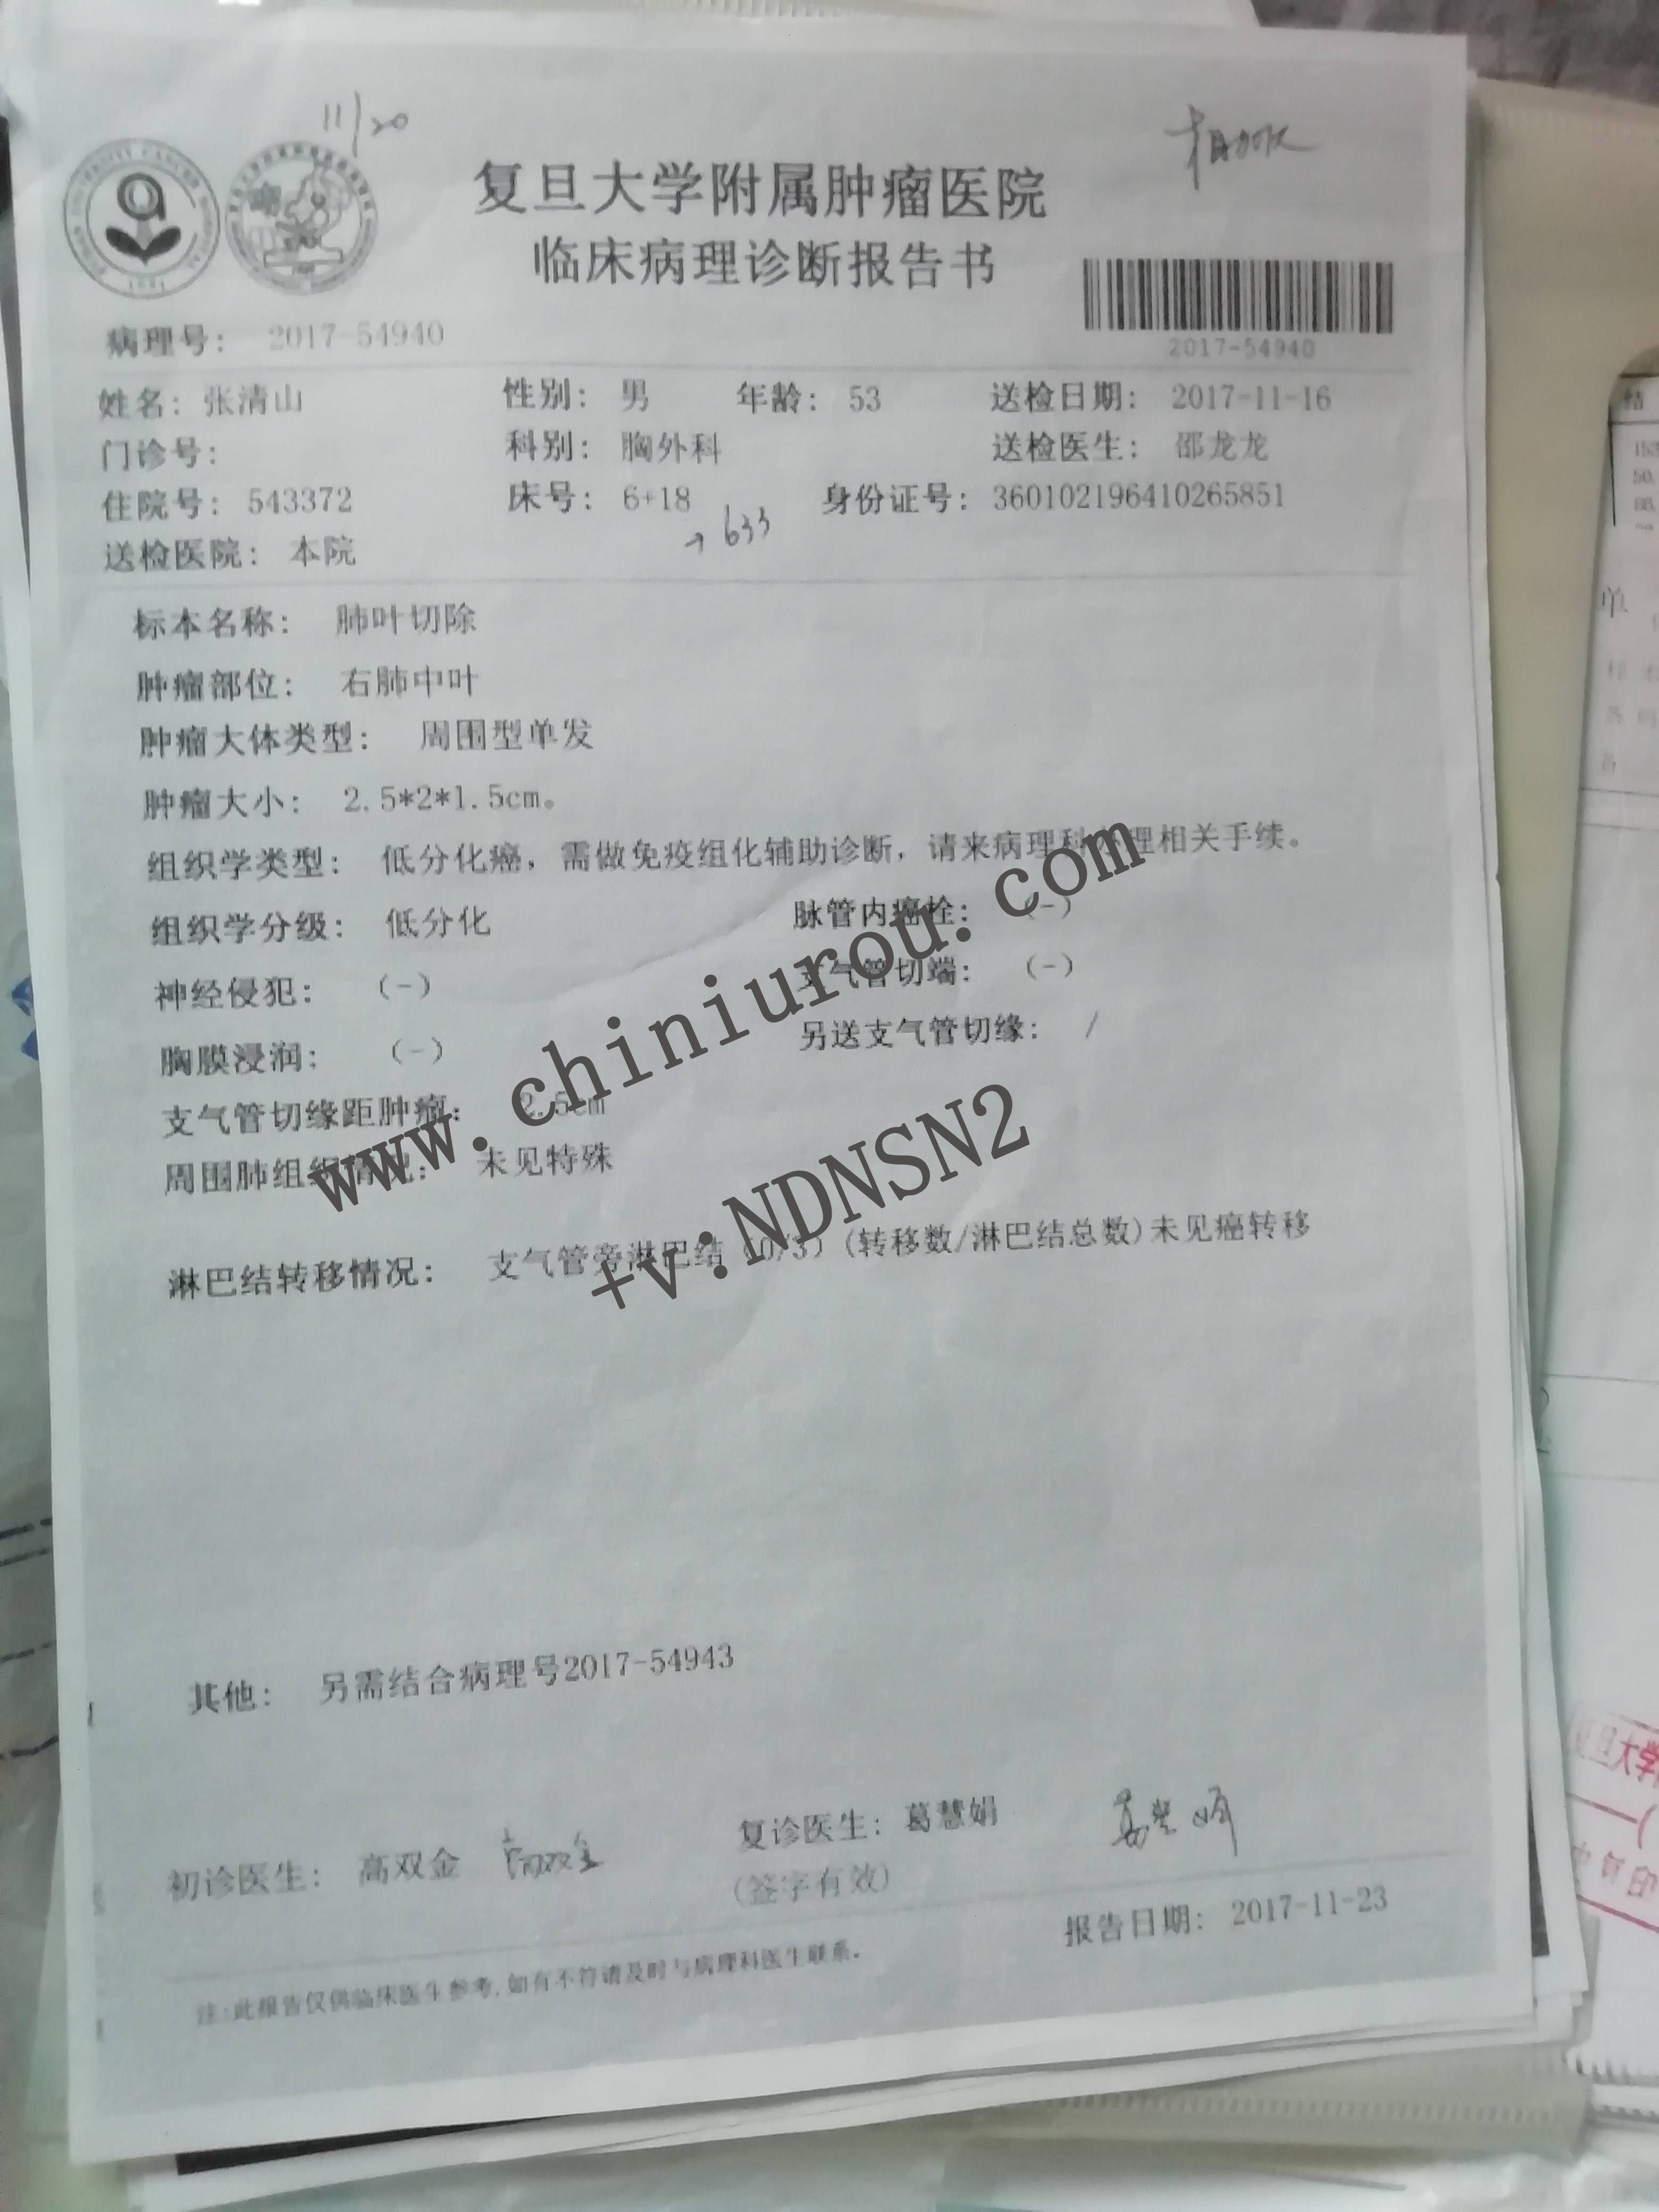 11/20
复旦大学附属肿瘤医院
临床病理诊断报告书
病理号: 2017-54940
2017-54940
姓名: 张清山 性别: 男 年龄: 53 送检日期: 2017-11-16
门诊号: 科别: 胸外科 送检医生: 邵龙龙
住院号: 543372 床号: 6+18 身份证号: 360102196410265851
→ 633
送检医院: 本院
标本名称: 肺叶切除
肿瘤部位: 右肺中叶
肿瘤大体类型: 周围型单发
肿瘤大小: 2.5*2*1.5cm。
组织学类型: 低分化癌, 需做免疫组化辅助诊断, 请来病理科办理相关手续。
组织学分级: 低分化 脉管内癌栓: (-)
神经侵犯: (-) 支气管切端: (-)
胸膜浸润: (-) 另送支气管切缘: /
支气管切缘距肿瘤: 2.5cm
周围肺组织情况: 未见特殊
淋巴结转移情况: 支气管旁淋巴结 (0/3) (转移数/淋巴结总数)未见癌转移
www.chiniurou.com
+v:NDNSN2
其他: 另需结合病理号2017-54943
初诊医生: 高双金 高双金 复诊医生: 葛慧娟
(签字有效)
报告日期: 2017-11-23
注:此报告仅供临床医生参考,如有不符请及时与病理科医生联系.
复旦大学